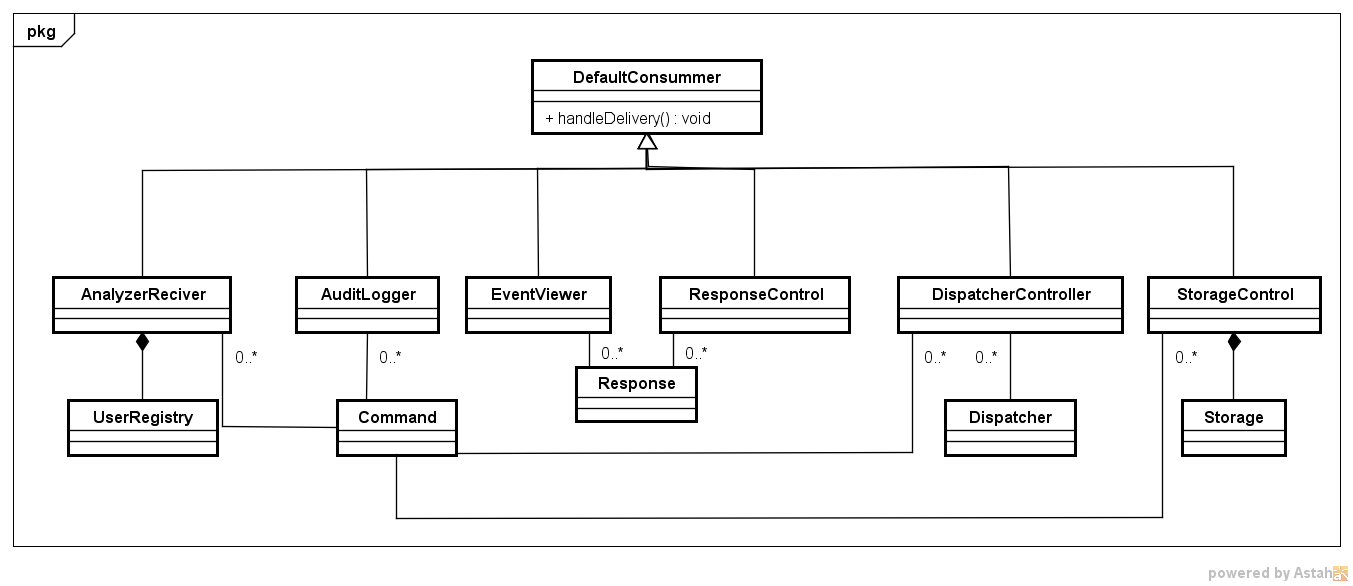 pkg
DefaultConsummer
+ handleDelivery() : void
AnalyzerReciver
AuditLogger
EventViewer
ResponseControl
DispatcherController
StorageControl
0..*
0..*
0..*
0..*
0..*
0..*
0..*
Response
UserRegistry
Command
Dispatcher
Storage
powered by Astah